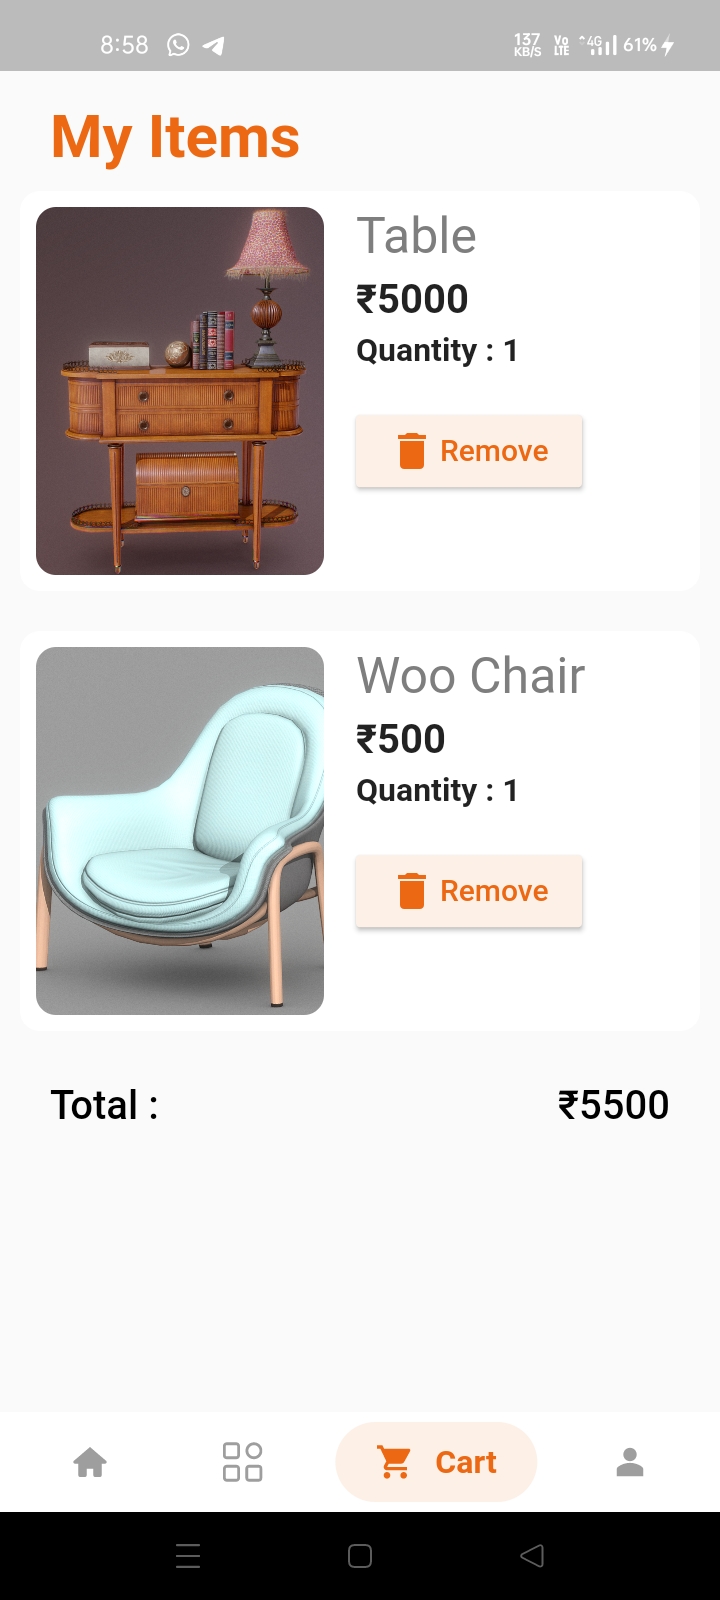 8:58 137 KB/S Vo LTE 4G 61%
My Items
Table
₹5000
Quantity : 1
Remove
Woo Chair
₹500
Quantity : 1
Remove
Total : ₹5500
Cart